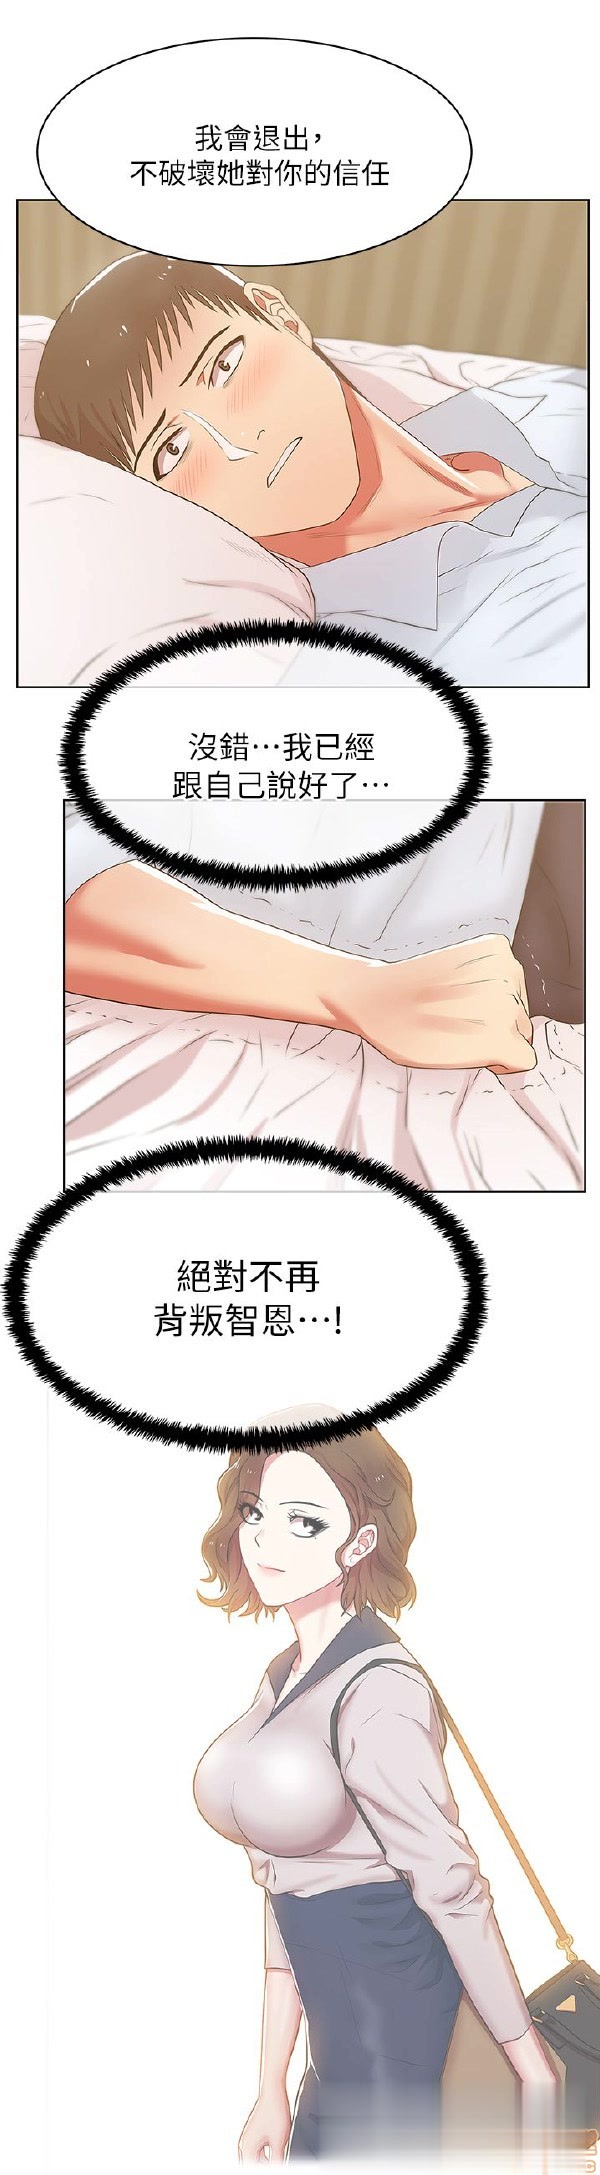 我會退出，
不破壞她對你的信任
沒錯…我已經
跟自己說好了…
絕對不再
背叛智恩…!